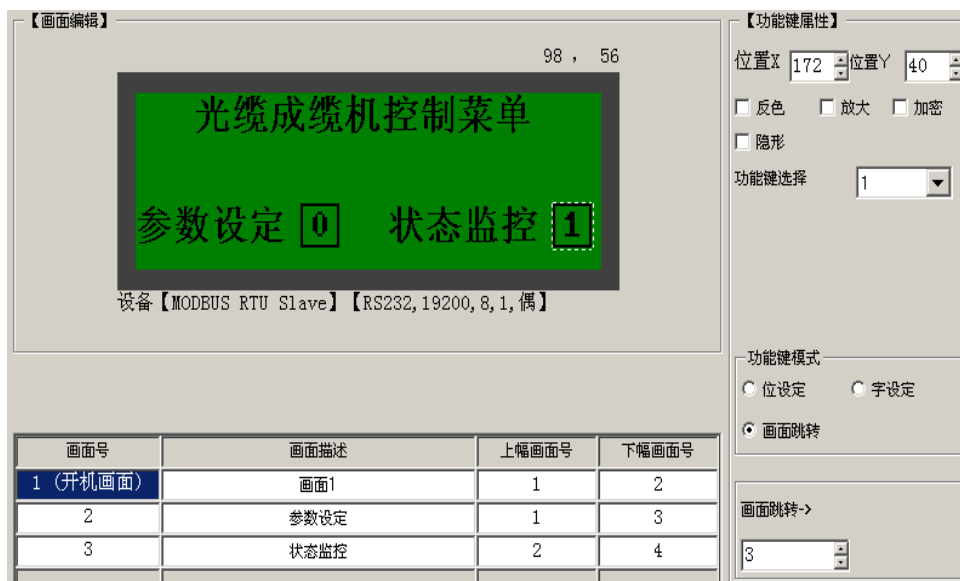 【画面编辑】
98 , 56
光缆成缆机控制菜单
参数设定 0 状态监控 1
设备【MODBUS RTU Slave】【RS232,19200,8,1,偶】
【功能键属性】
位置X 172 位置Y 40
反色 放大 加密
隐形
功能键选择 1
功能键模式
位设定 字设定
画面跳转
画面跳转->
3
画面号 画面描述 上幅画面号 下幅画面号
1 (开机画面) 画面1 1 2
2 参数设定 1 3
3 状态监控 2 4